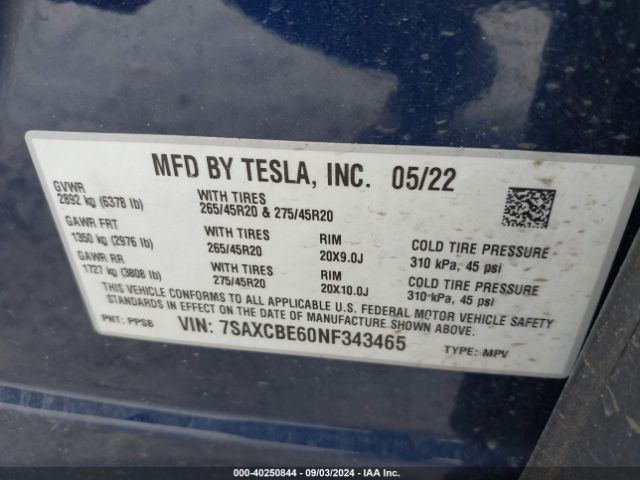 MFD BY TESLA, INC. 05/22
GVWR
2892 kg (6378 lb)
WITH TIRES
265/45R20 & 275/45R20
GAWR FRT
1350 kg (2976 lb)
WITH TIRES
265/45R20
RIM
20X9.0J
COLD TIRE PRESSURE
310 kPa, 45 psi
GAWR RR
1727 kg (3808 lb)
WITH TIRES
275/45R20
RIM
20X10.0J
COLD TIRE PRESSURE
310 kPa, 45 psi
THIS VEHICLE CONFORMS TO ALL APPLICABLE U.S. FEDERAL MOTOR VEHICLE SAFETY
STANDARDS IN EFFECT ON THE DATE OF MANUFACTURE SHOWN ABOVE.
PNT: PPSB VIN: 7SAXCBE60NF343465 TYPE: MPV
000-40250844 - 09/03/2024 - IAA Inc.